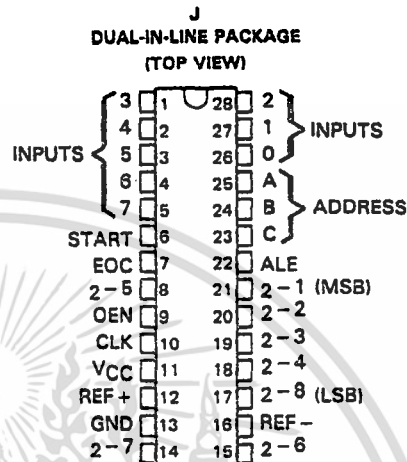 J
DUAL-IN-LINE PACKAGE
(TOP VIEW)
3 1 28 2
4 2 27 1 INPUTS
INPUTS 5 3 26 0
6 4 25 A
7 5 24 B ADDRESS
START 6 23 C
EOC 7 22 ALE
2-5 8 21 2-1 (MSB)
OEN 9 20 2-2
CLK 10 19 2-3
VCC 11 18 2-4
REF+ 12 17 2-8 (LSB)
GND 13 16 REF-
2-7 14 15 2-6